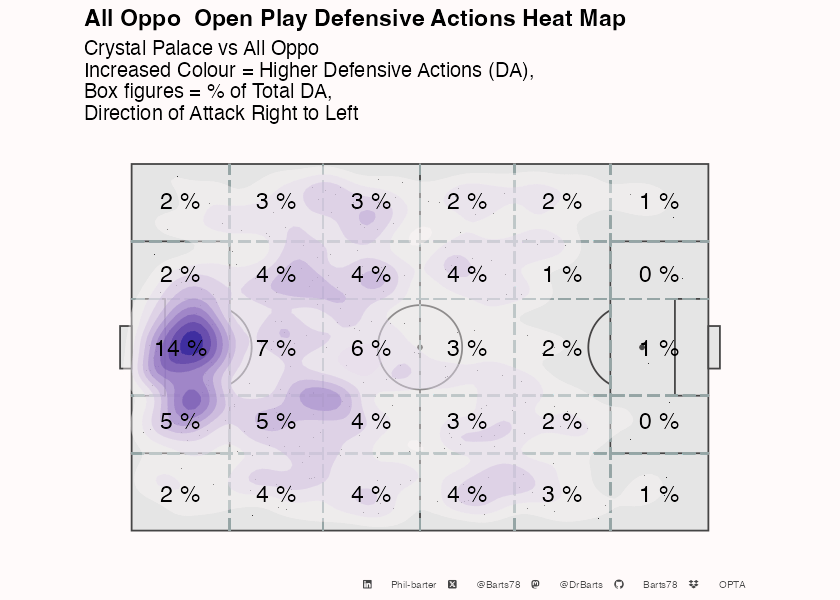 All Oppo  Open Play Defensive Actions Heat Map
Crystal Palace vs All Oppo
Increased Colour = Higher Defensive Actions (DA),
Box figures = % of Total DA,
Direction of Attack Right to Left
2 % 3 % 3 % 2 % 2 % 1 %
2 % 4 % 4 % 4 % 1 % 0 %
14 % 7 % 6 % 3 % 2 % 1 %
5 % 5 % 4 % 3 % 2 % 0 %
2 % 4 % 4 % 4 % 3 % 1 %
Phil-barter @Barts78 @DrBarts Barts78 OPTA